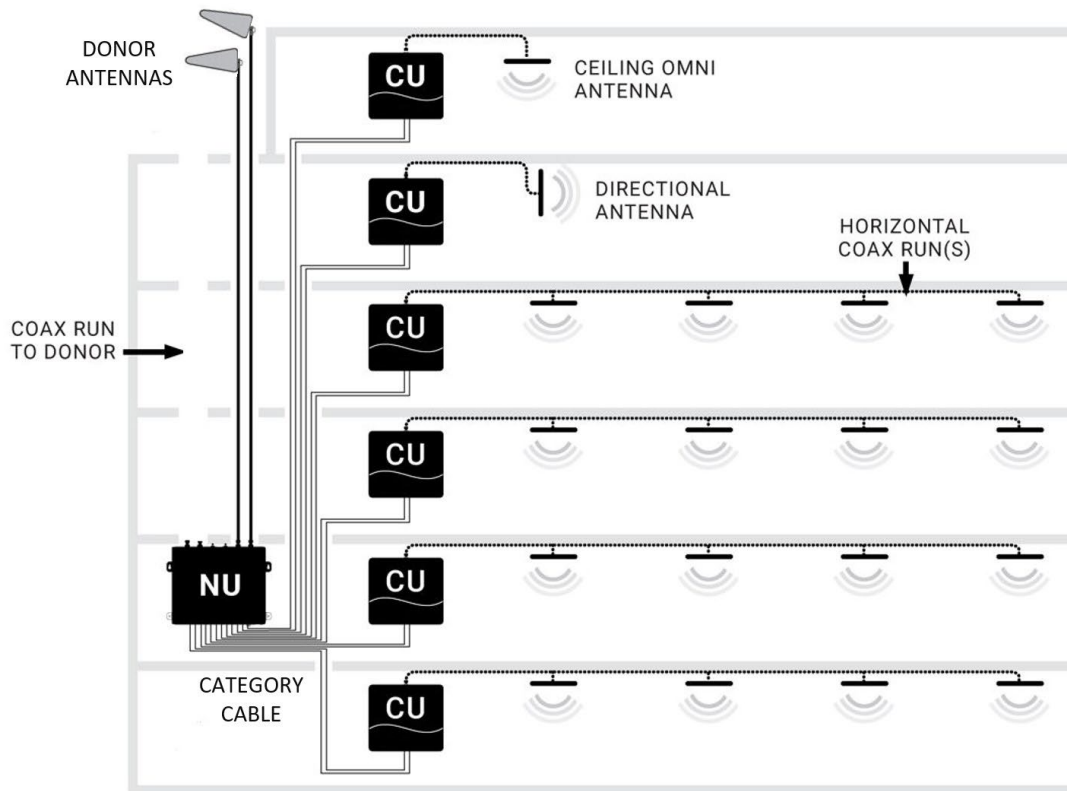 DONOR
ANTENNAS
CU
CEILING OMNI
ANTENNA
CU
DIRECTIONAL
ANTENNA
HORIZONTAL
COAX RUN(S)
COAX RUN
TO DONOR
CU
CU
NU
CU
CATEGORY
CABLE
CU